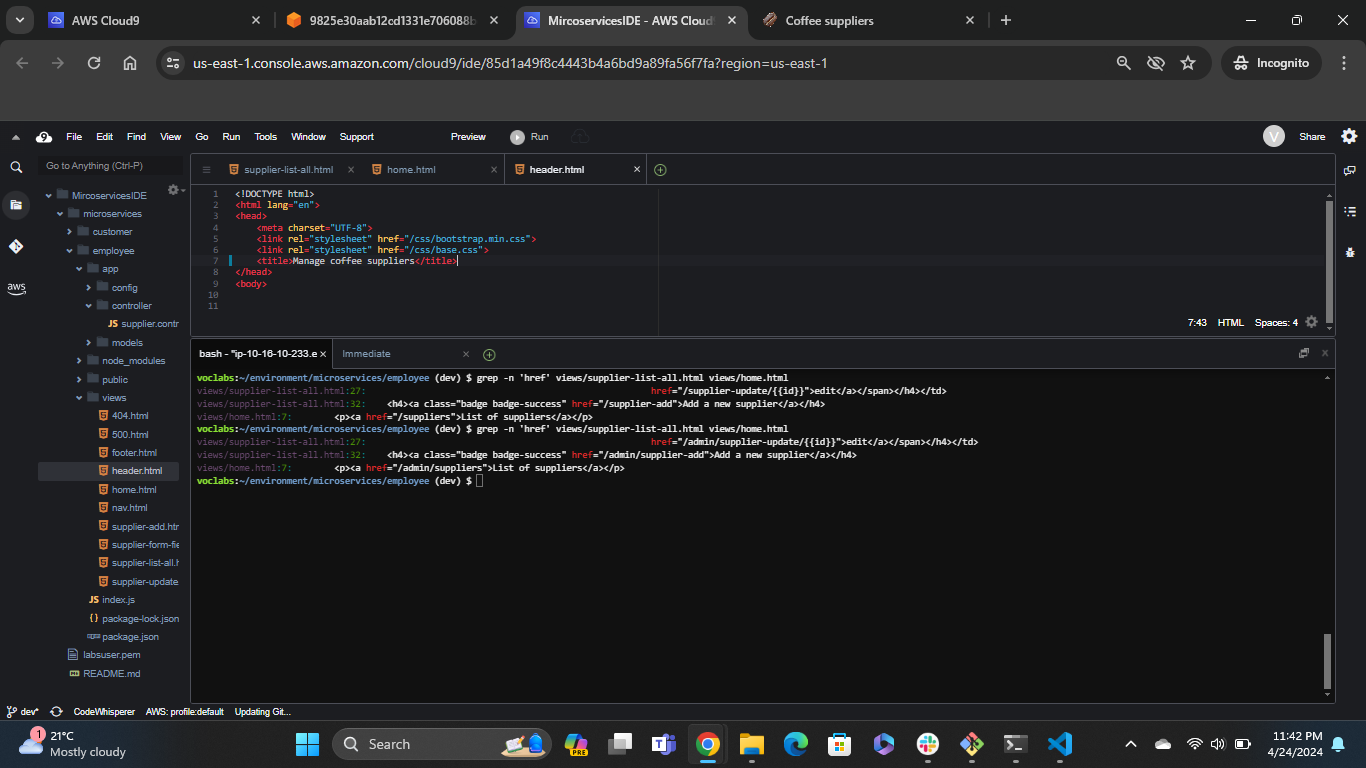 AWS Cloud9
9825e30aab12cd1331e706088b
MircoservicesIDE - AWS Cloud9
Coffee suppliers
us-east-1.console.aws.amazon.com/cloud9/ide/85d1a49f8c4443b4a6bd9a89fa56f7fa?region=us-east-1
Incognito
File Edit Find View Go Run Tools Window Support Preview Run
V Share
Go to Anything (Ctrl-P)
MircoservicesIDE
microservices
customer
employee
app
config
controller
JS supplier.contr
models
node_modules
public
views
404.html
500.html
footer.html
header.html
home.html
nav.html
supplier-add.htm
supplier-form-fie
supplier-list-all.h
supplier-update
JS index.js
package-lock.json
package.json
labsuser.pem
README.md
aws
supplier-list-all.html home.html header.html
1 <!DOCTYPE html>
2 <html lang="en">
3 <head>
4 <meta charset="UTF-8">
5 <link rel="stylesheet" href="/css/bootstrap.min.css">
6 <link rel="stylesheet" href="/css/base.css">
7 <title>Manage coffee suppliers</title>
8 </head>
9 <body>
10
11
7:43 HTML Spaces: 4
bash - "ip-10-16-10-233.e Immediate
voclabs:~/environment/microservices/employee (dev) $ grep -n 'href' views/supplier-list-all.html views/home.html
views/supplier-list-all.html:27: href="/supplier-update/{{id}}">edit</a></span></h4></td>
views/supplier-list-all.html:32: <h4><a class="badge badge-success" href="/supplier-add">Add a new supplier</a></h4>
views/home.html:7: <p><a href="/suppliers">List of suppliers</a></p>
voclabs:~/environment/microservices/employee (dev) $ grep -n 'href' views/supplier-list-all.html views/home.html
views/supplier-list-all.html:27: href="/admin/supplier-update/{{id}}">edit</a></span></h4></td>
views/supplier-list-all.html:32: <h4><a class="badge badge-success" href="/admin/supplier-add">Add a new supplier</a></h4>
views/home.html:7: <p><a href="/admin/suppliers">List of suppliers</a></p>
voclabs:~/environment/microservices/employee (dev) $
dev* CodeWhisperer AWS: profile:default Updating Git...
1
21°C
Mostly cloudy
Search
PRE
11:42 PM
4/24/2024